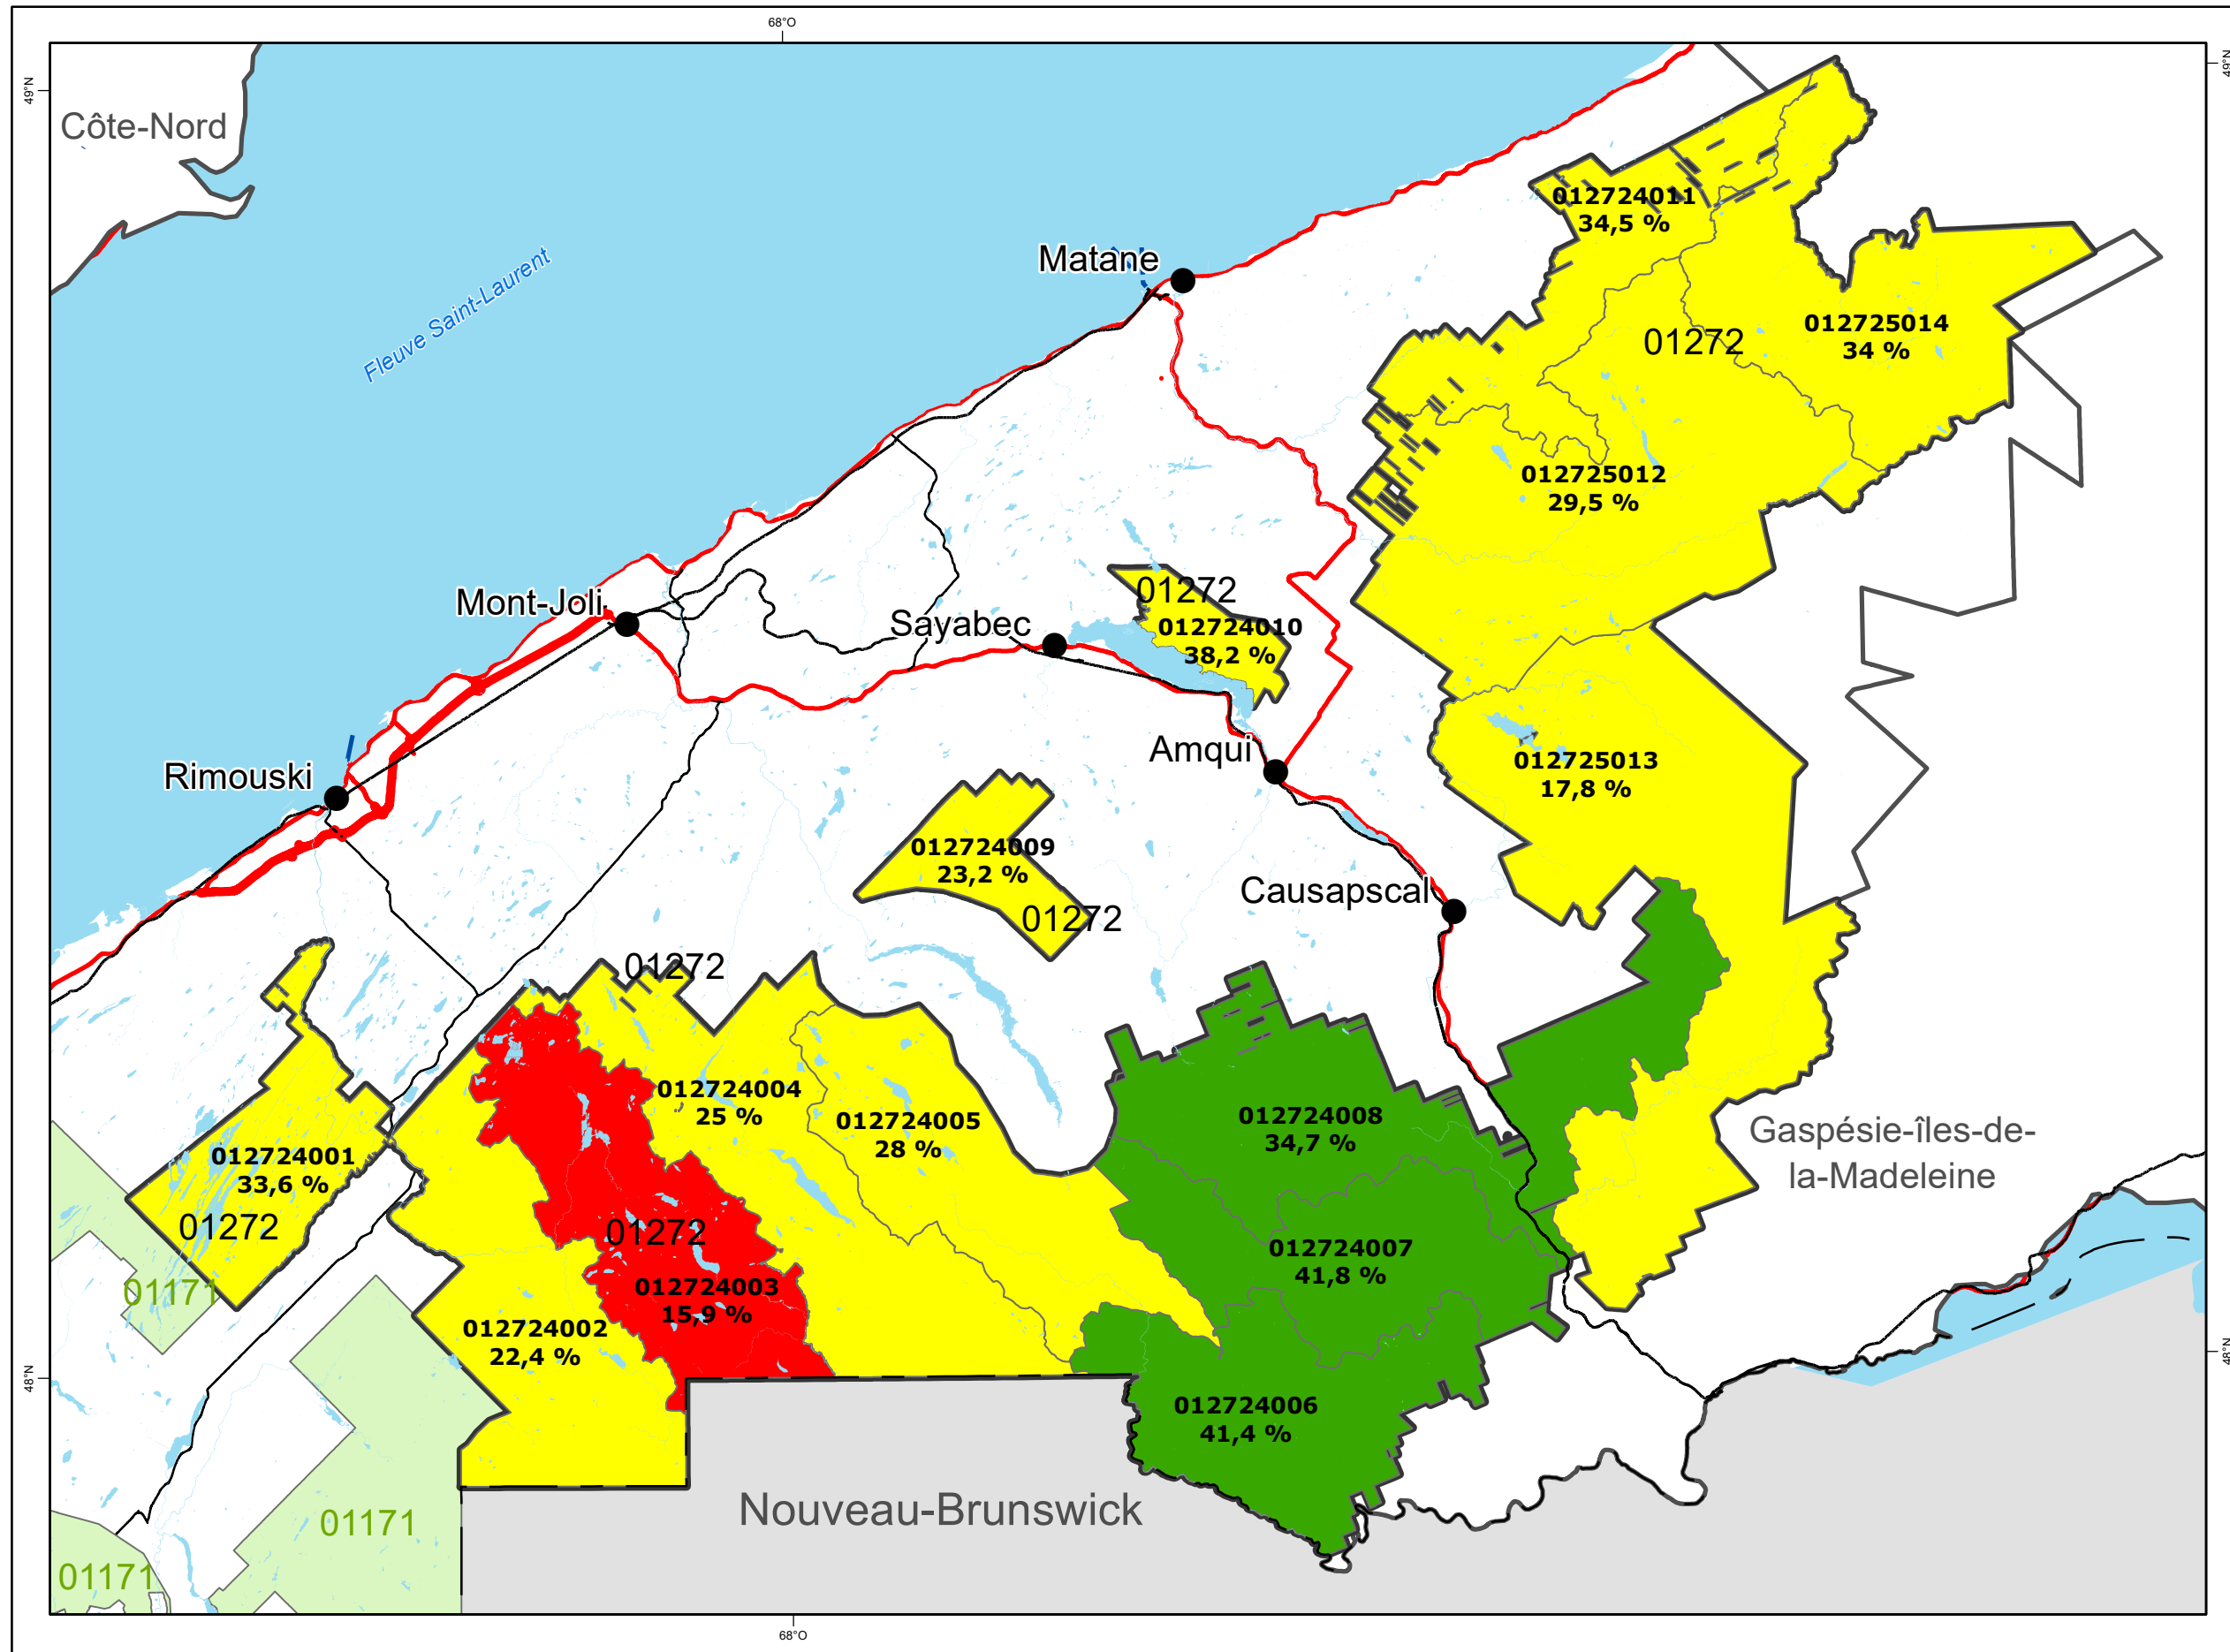 68°O
49°N
49°N
Côte-Nord
012724011
34,5 %
Matane
Fleuve Saint-Laurent
012725014
34 %
01272
012725012
29,5 %
01272
Mont-Joli
Sayabec
012724010
38,2 %
Amqui
012725013
17,8 %
Rimouski
012724009
23,2 %
Causapscal
01272
01272
012724004
25 %
012724005
28 %
012724008
34,7 %
Gaspésie-îles-de-
la-Madeleine
012724001
33,6 %
01272
01272
012724007
41,8 %
01171
012724003
15,9 %
012724002
22,4 %
48°N
48°N
012724006
41,4 %
Nouveau-Brunswick
01171
01171
68°O